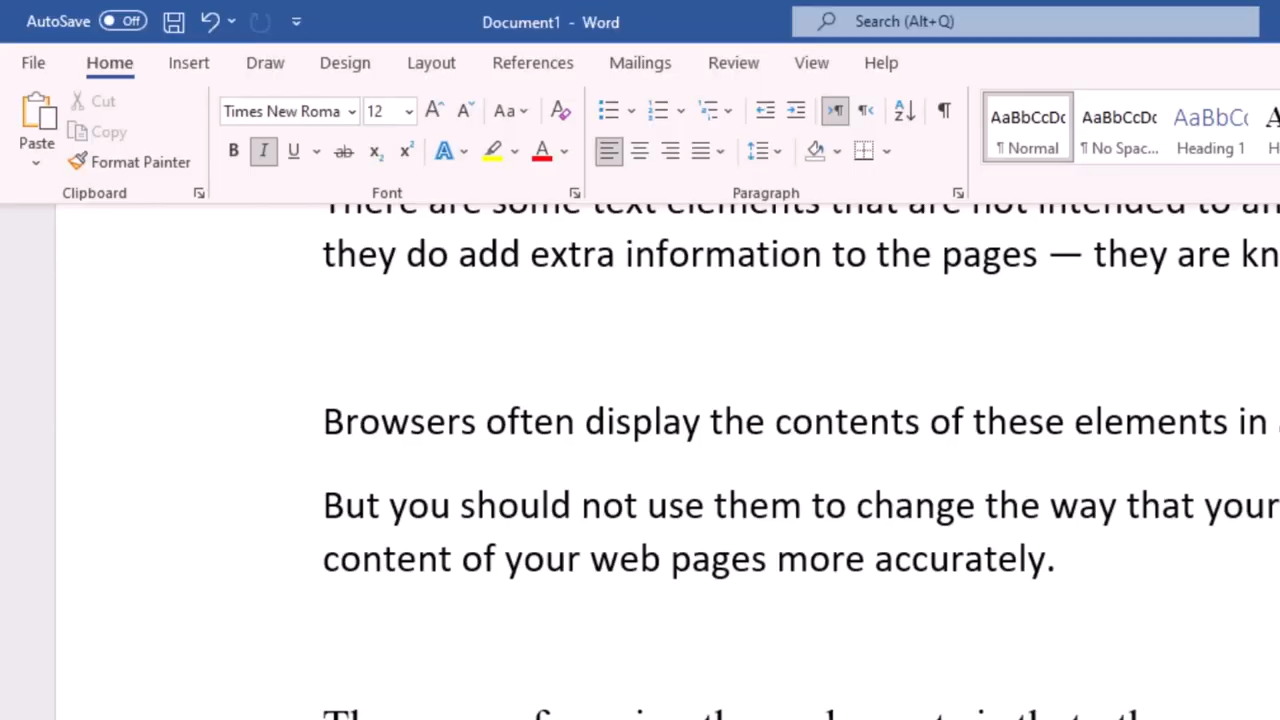 AutoSave Off Document1 - Word Search (Alt+Q)
File Home Insert Draw Design Layout References Mailings Review View Help
Paste
Cut
Copy
Format Painter
Clipboard
Times New Roma 12
Aa
B I U ab x₂ x² A A
Font
Paragraph
AaBbCcDc AaBbCcDc AaBbC
¶ Normal ¶ No Spac... Heading 1
There are some text elements that are not intended to
they do add extra information to the pages — they are
Browsers often display the contents of these elements in
But you should not use them to change the way that your
content of your web pages more accurately.